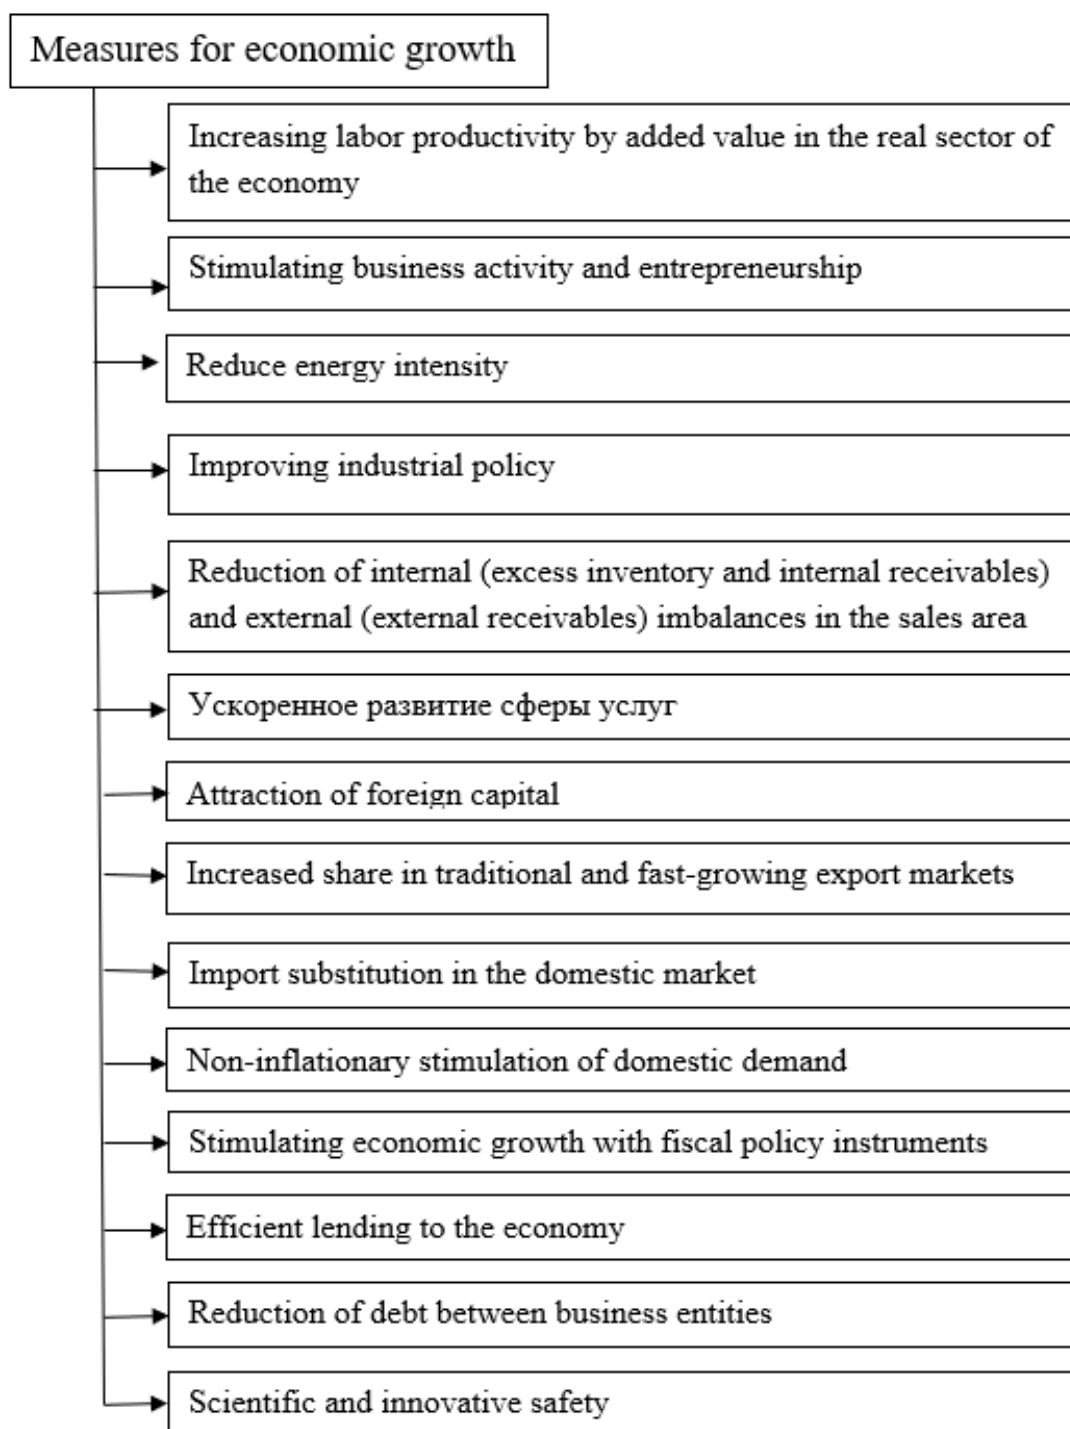 Measures for economic growth
Increasing labor productivity by added value in the real sector of
the economy
Stimulating business activity and entrepreneurship
Reduce energy intensity
Improving industrial policy
Reduction of internal (excess inventory and internal receivables)
and external (external receivables) imbalances in the sales area
Ускоренное развитие сферы услуг
Attraction of foreign capital
Increased share in traditional and fast-growing export markets
Import substitution in the domestic market
Non-inflationary stimulation of domestic demand
Stimulating economic growth with fiscal policy instruments
Efficient lending to the economy
Reduction of debt between business entities
Scientific and innovative safety